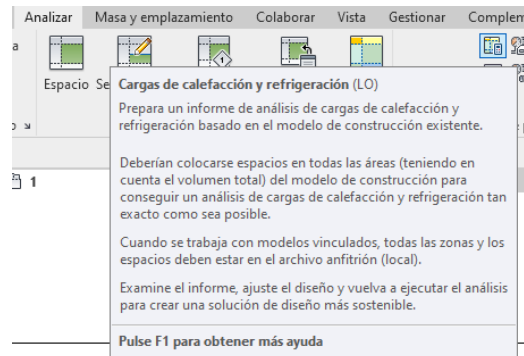 Analizar Masa y emplazamiento Colaborar Vista Gestionar Complem
a
Espacio Se
Cargas de calefacción y refrigeración (LO)
Prepara un informe de análisis de cargas de calefacción y
refrigeración basado en el modelo de construcción existente.
Deberían colocarse espacios en todas las áreas (teniendo en
cuenta el volumen total) del modelo de construcción para
conseguir un análisis de cargas de calefacción y refrigeración tan
exacto como sea posible.
1
Cuando se trabaja con modelos vinculados, todas las zonas y los
espacios deben estar en el archivo anfitrión (local).
Examine el informe, ajuste el diseño y vuelva a ejecutar el análisis
para crear una solución de diseño más sostenible.
Pulse F1 para obtener más ayuda